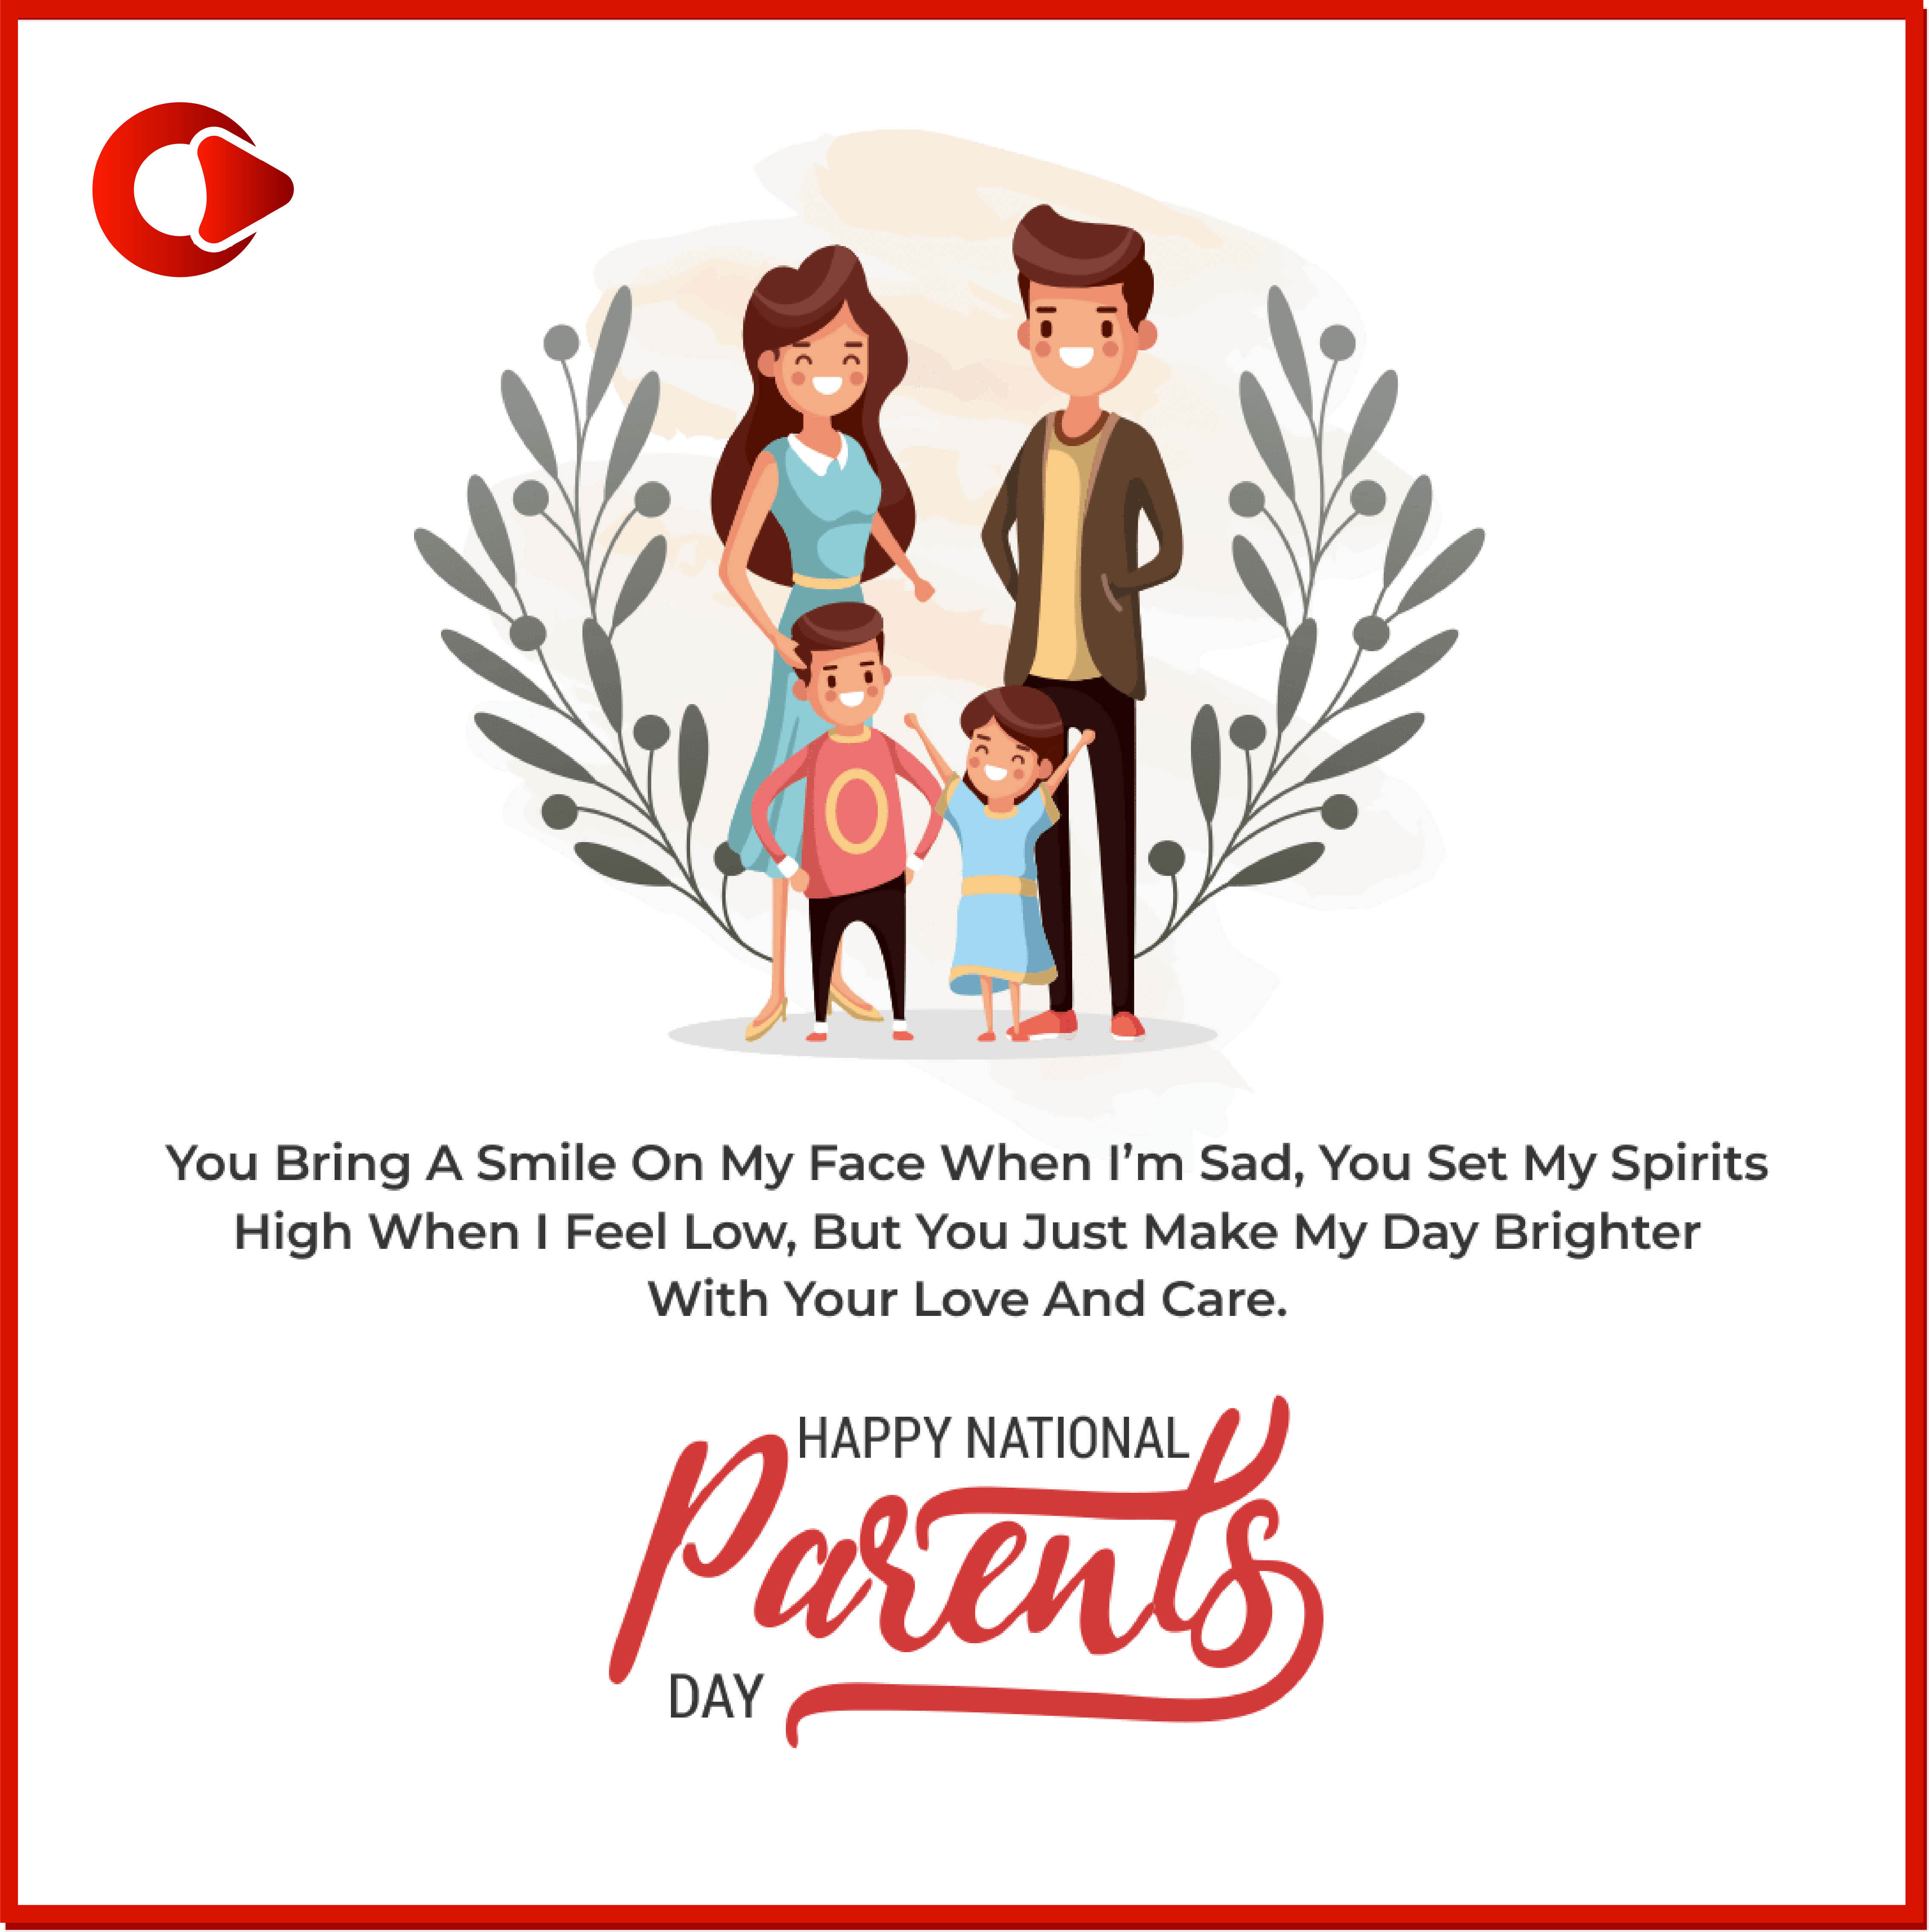 You Bring A Smile On My Face When I’m Sad, You Set My Spirits
High When I Feel Low, But You Just Make My Day Brighter
With Your Love And Care.
HAPPY NATIONAL
Parents
DAY